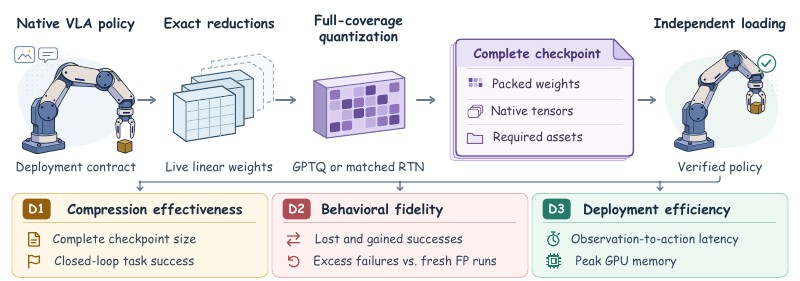 Native VLA policy
Exact reductions
Full-coverage
quantization
Complete checkpoint
Packed weights
Native tensors
Required assets
Independent loading
Deployment contract
Live linear weights
GPTQ or matched RTN
Verified policy
D1 Compression effectiveness
Complete checkpoint size
Closed-loop task success
D2 Behavioral fidelity
Lost and gained successes
Excess failures vs. fresh FP runs
D3 Deployment efficiency
Observation-to-action latency
Peak GPU memory